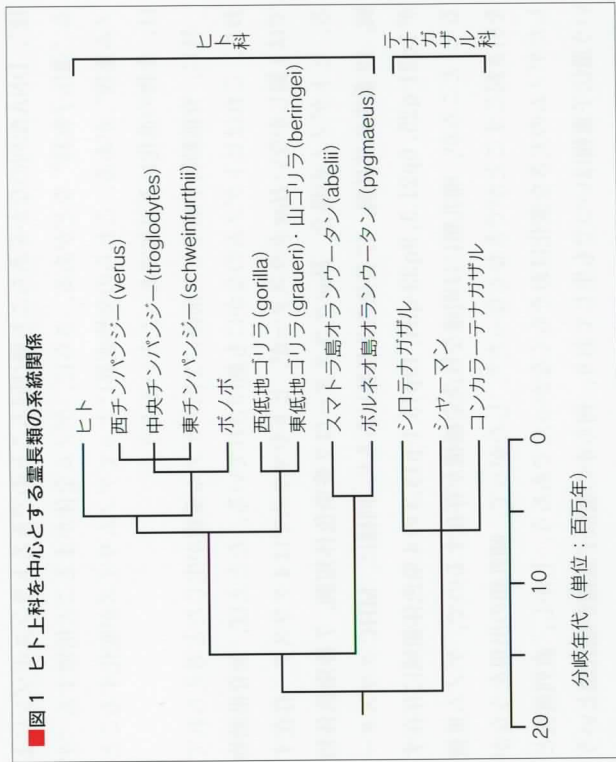 ■図1 ヒト上科を中心とする霊長類の系統関係
ヒト
西チンパンジー(verus)
中央チンパンジー(troglodytes)
東チンパンジー(schweinfurthii)
ボノボ
西低地ゴリラ(gorilla)
東低地ゴリラ(graueri)・山ゴリラ(beringei)
スマトラ島オランウータン(abelii)
ボルネオ島オランウータン(pygmaeus)
シロテナガザル
シャーマン
コンカラーテナガザル
ヒト科
テナガザル科
20 10 0
分岐年代(単位:百万年)